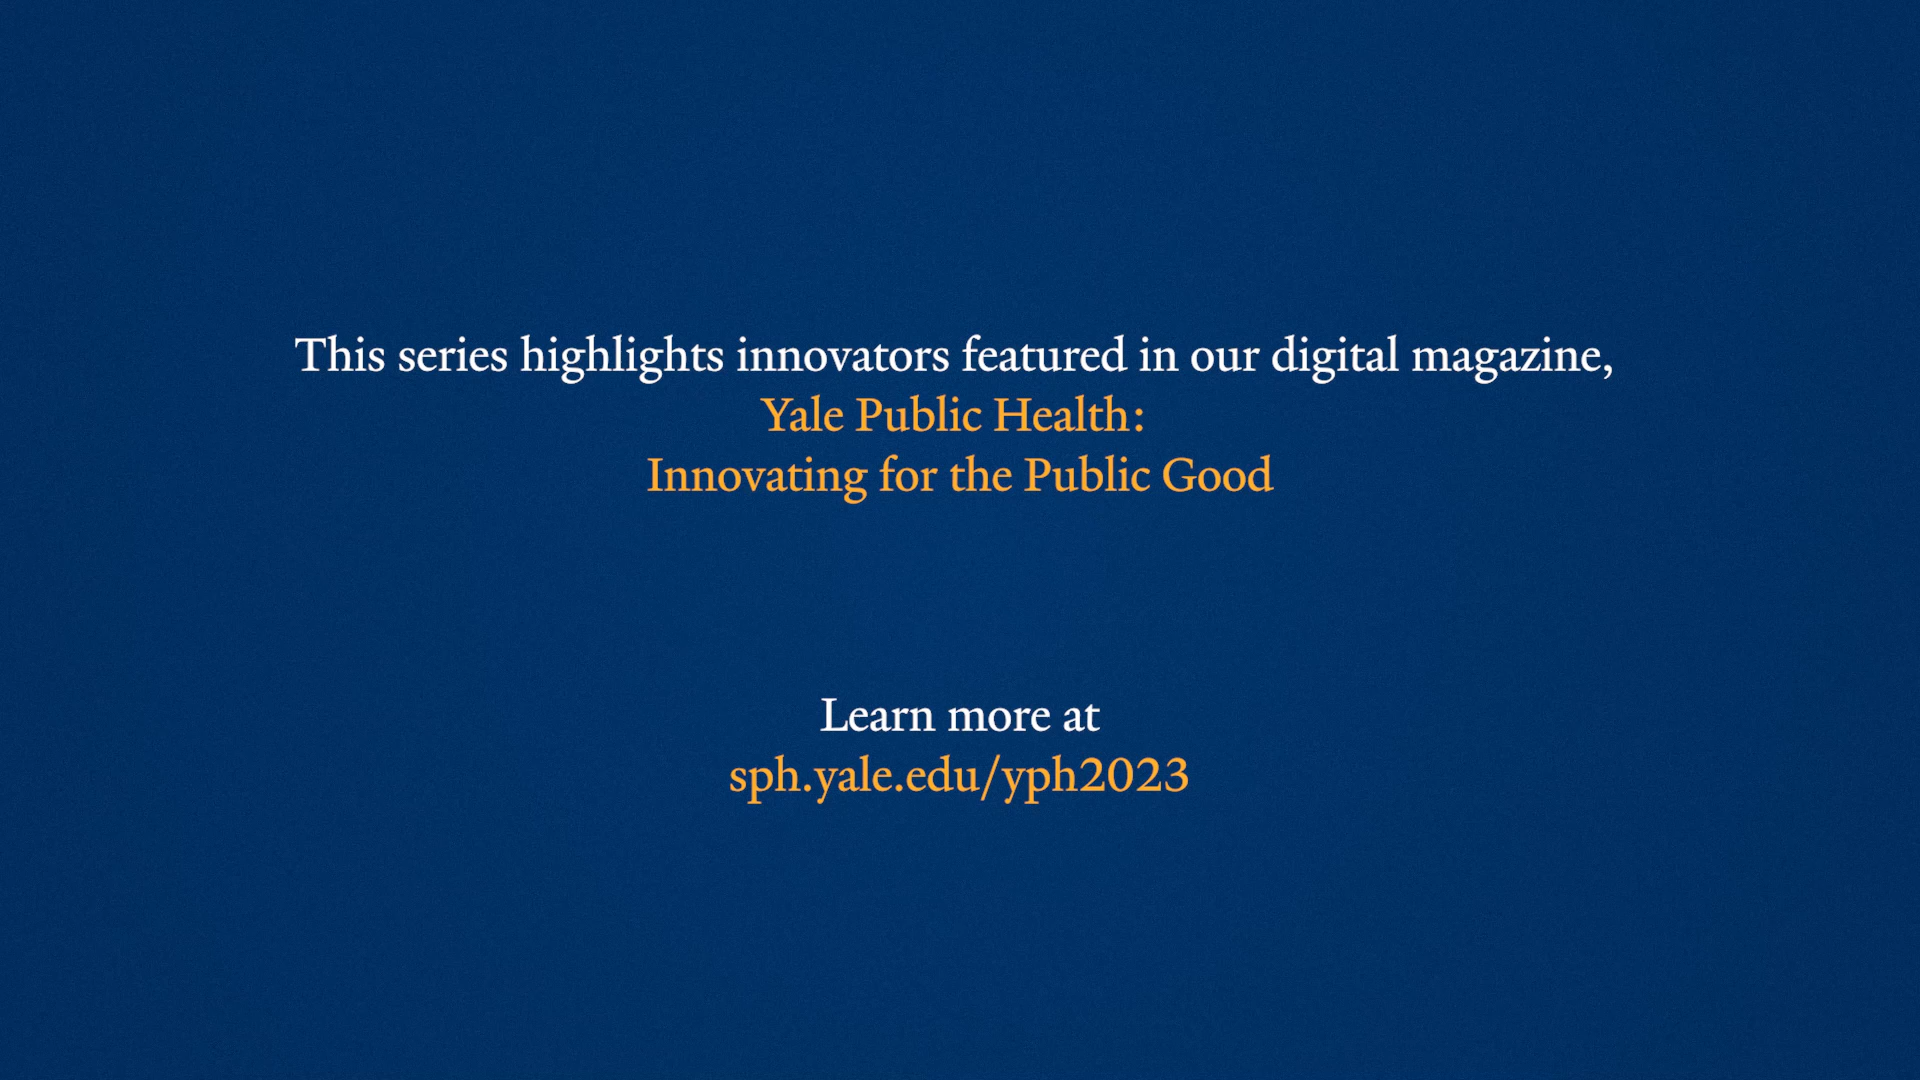 This series highlights innovators featured in our digital magazine,
Yale Public Health:
Innovating for the Public Good
Learn more at
sph.yale.edu/yph2023